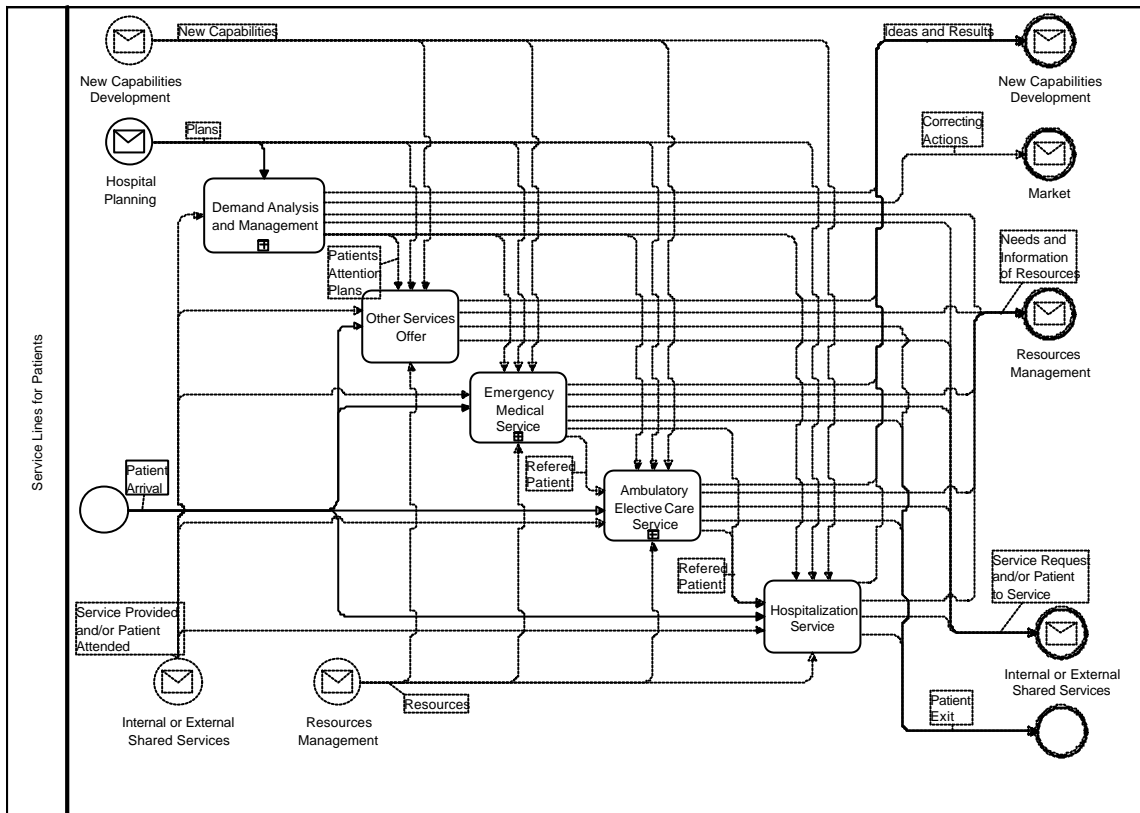 Service Lines for Patients
New Capabilities
New Capabilities
Development
Plans
Hospital
Planning
Demand Analysis
and Management
Patients
Attention
Plans
Other Services
Offer
Emergency
Medical
Service
Refered
Patient
Ambulatory
Elective Care
Service
Patient
Arrival
Refered
Patient
Hospitalization
Service
Service Provided
and/or Patient
Attended
Internal or External
Shared Services
Resources
Management
Resources
Ideas and Results
New Capabilities
Development
Correcting
Actions
Market
Needs and
Information
of Resources
Resources
Management
Service Request
and/or Patient
to Service
Internal or External
Shared Services
Patient
Exit